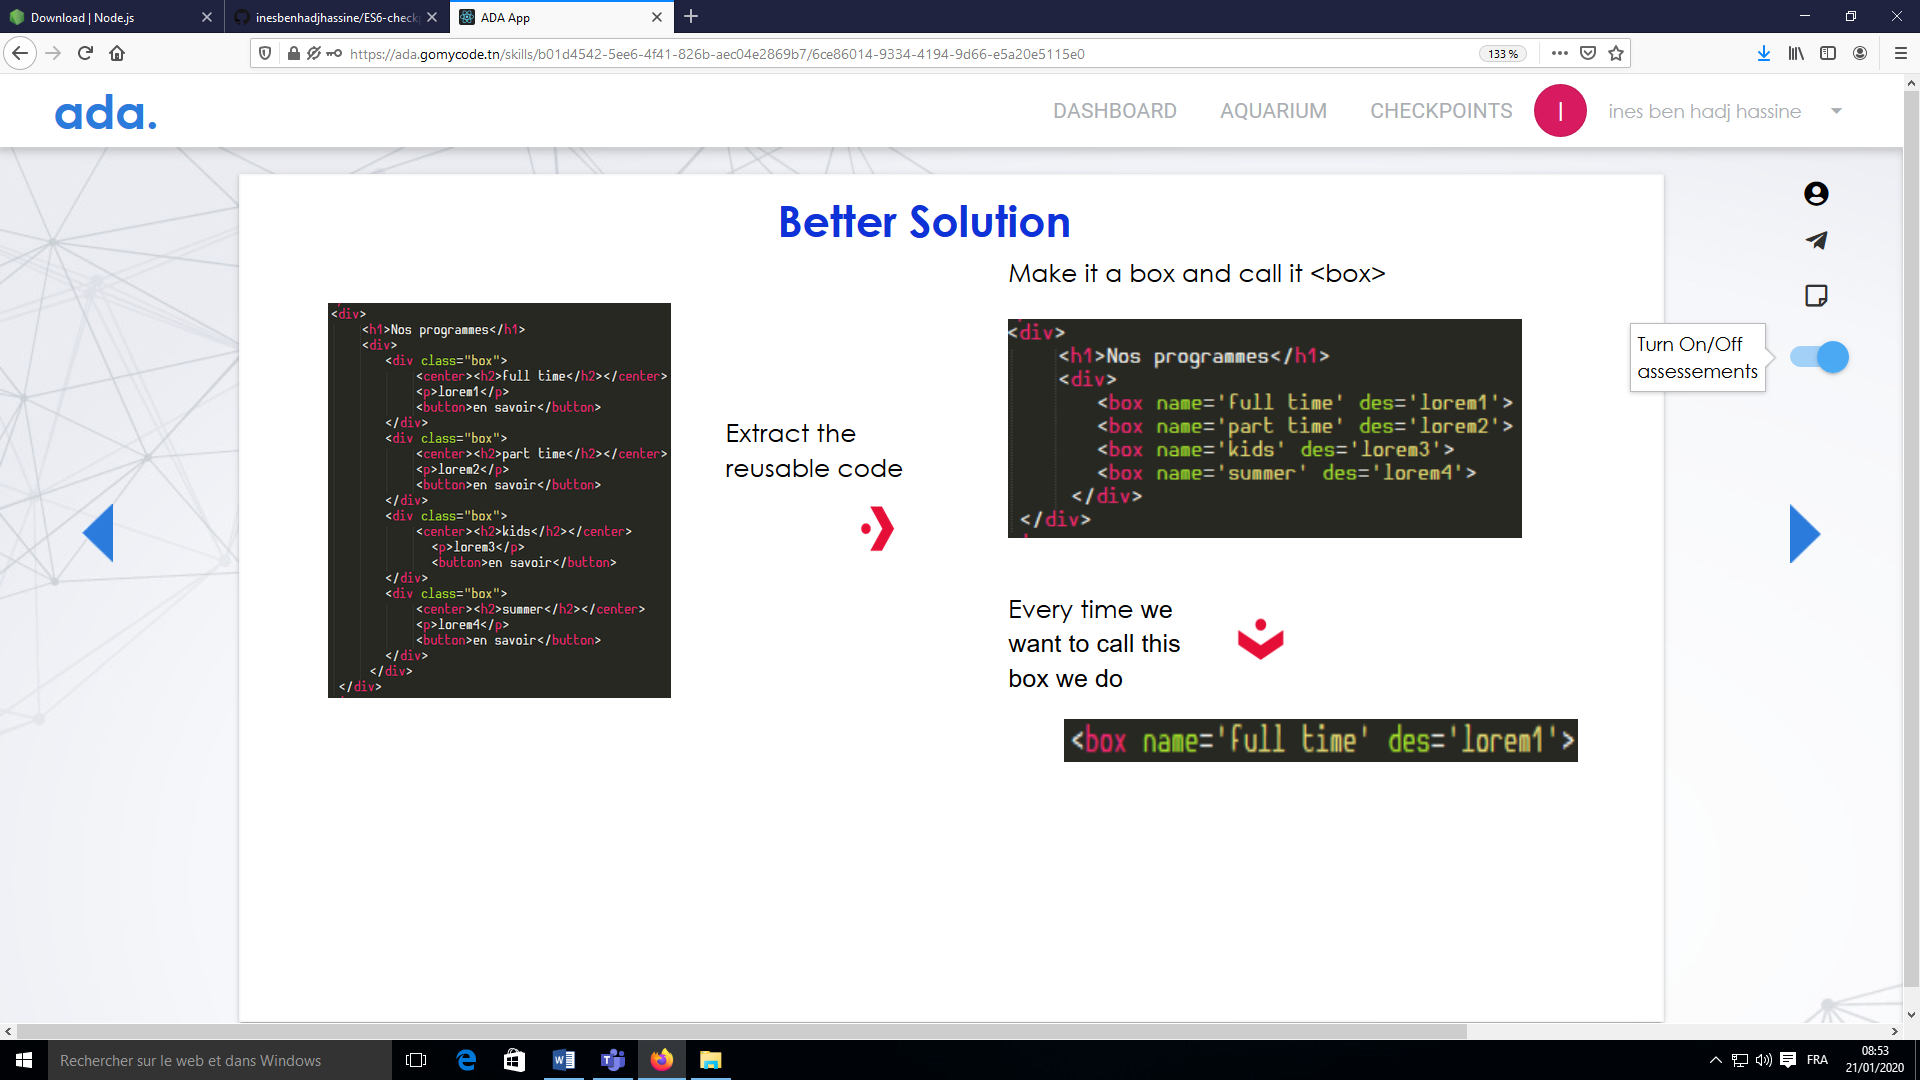 Download | Node.js
inesbenhadjhassine/ES6-check
ADA App
https://ada.gomycode.tn/skills/b01d4542-5ee6-4f41-826b-aec04e2869b7/6ce86014-9334-4194-9d66-e5a20e5115e0
133 %
ada.
DASHBOARD
AQUARIUM
CHECKPOINTS
I
ines ben hadj hassine
Better Solution
Make it a box and call it <box>
<div>
<h1>Nos programmes</h1>
<div>
<div class="box">
<center><h2>full time</h2></center>
<p>lorem1</p>
<button>en savoir</button>
</div>
<div class="box">
<center><h2>part time</h2></center>
<p>lorem2</p>
<button>en savoir</button>
</div>
<div class="box">
<center><h2>kids</h2></center>
<p>lorem3</p>
<button>en savoir</button>
</div>
<div class="box">
<center><h2>summer</h2></center>
<p>lorem4</p>
<button>en savoir</button>
</div>
</div>
</div>
Extract the
reusable code
<div>
<h1>Nos programmes</h1>
<div>
<box name='full time' des='lorem1'>
<box name='part time' des='lorem2'>
<box name='kids' des='lorem3'>
<box name='summer' des='lorem4'>
</div>
</div>
Turn On/Off
assessements
Every time we
want to call this
box we do
<box name='full time' des='lorem1'>
Rechercher sur le web et dans Windows
FRA
08:53
21/01/2020